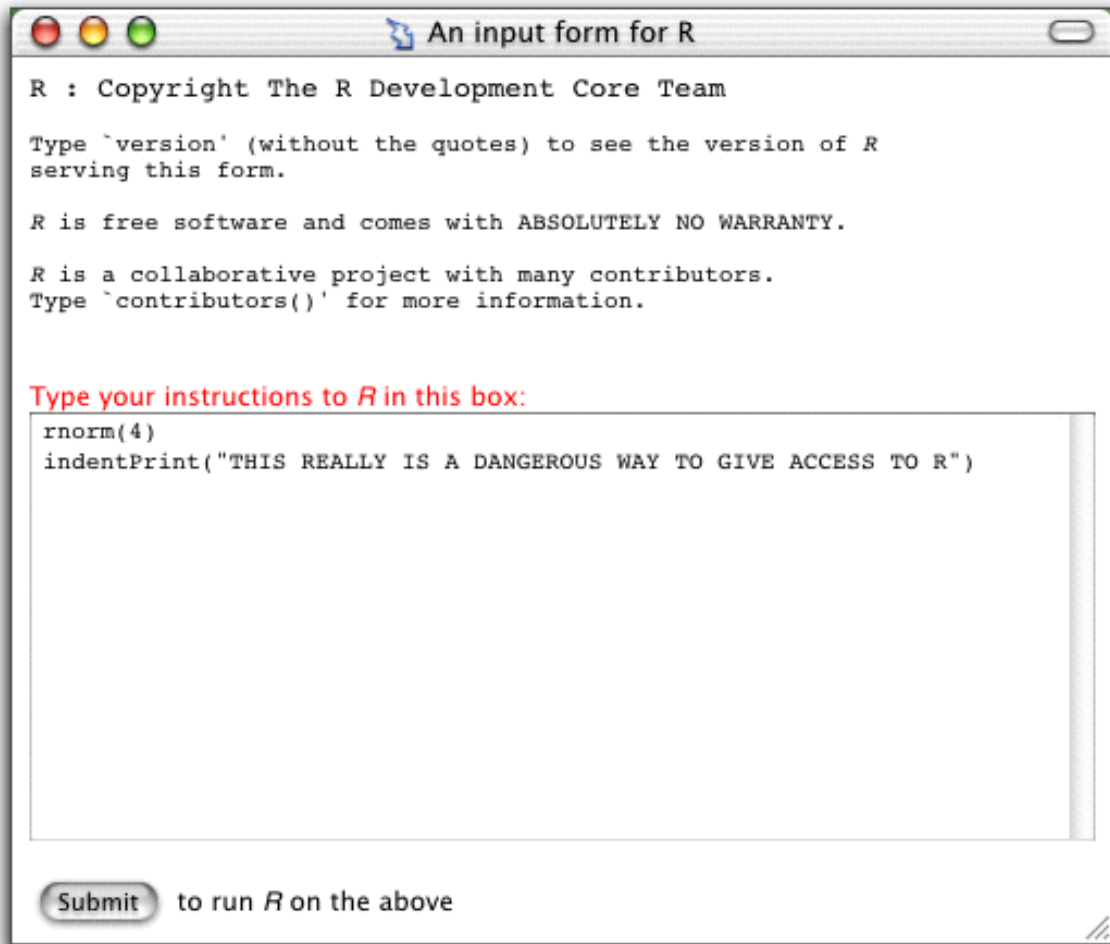 An input form for R
R : Copyright The R Development Core Team
Type `version' (without the quotes) to see the version of R
serving this form.
R is free software and comes with ABSOLUTELY NO WARRANTY.
R is a collaborative project with many contributors.
Type `contributors()' for more information.
Type your instructions to R in this box:
rnorm(4)
indentPrint("THIS REALLY IS A DANGEROUS WAY TO GIVE ACCESS TO R")
Submit to run R on the above